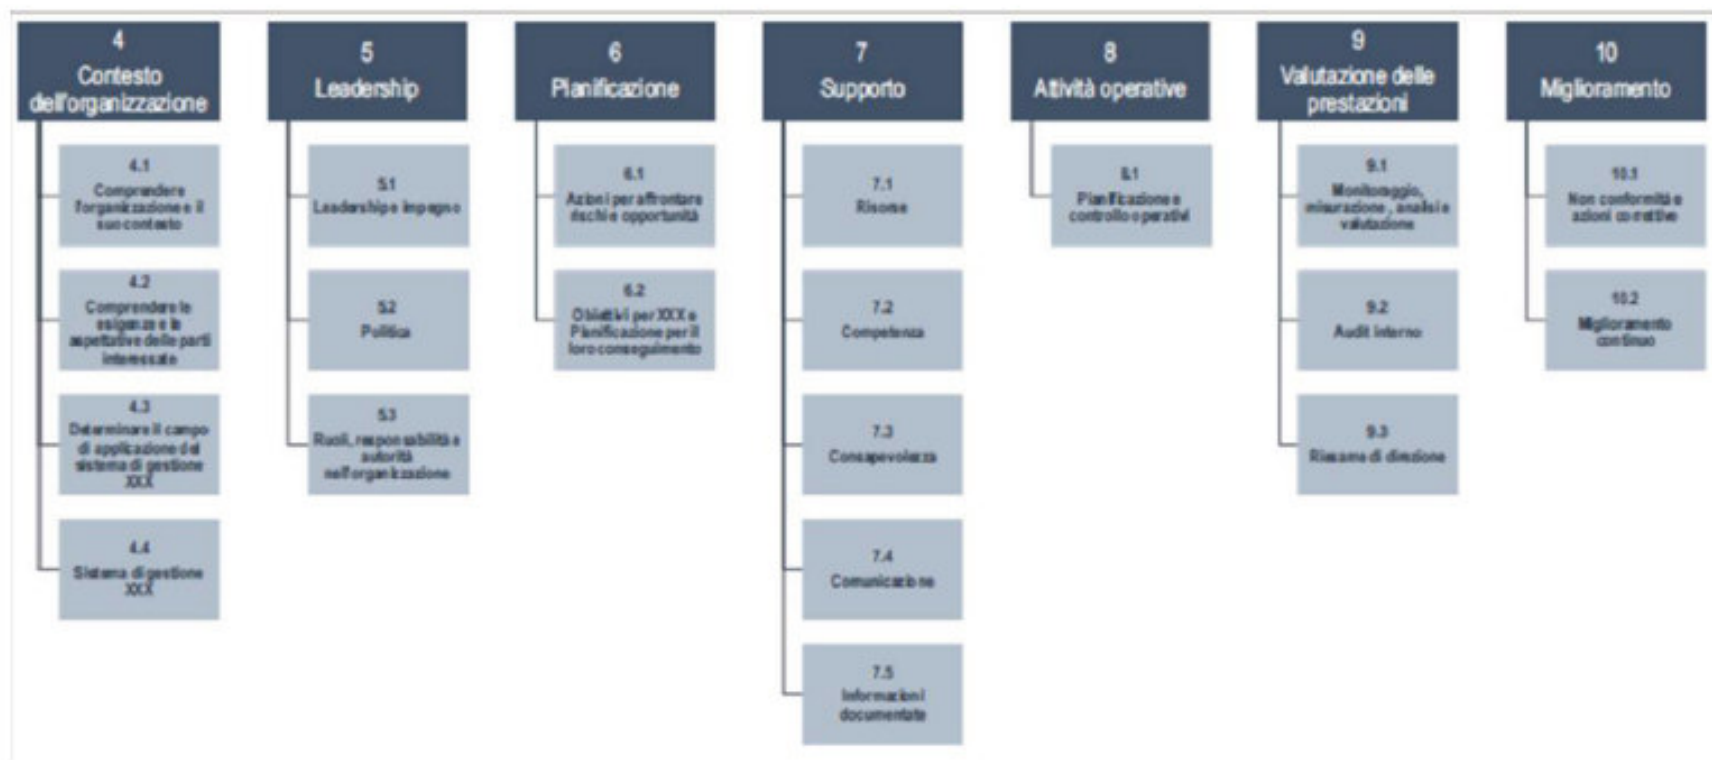 4
Contesto
dell'organizzazione
4.1
Comprendere
l'organizzazione e il
suo contesto
4.2
Comprendere le
esigenze e le
aspettative delle parti
interessate
4.3
Determinare il campo
di applicazione del
sistema di gestione
XXX
4.4
Sistema di gestione
XXX
5
Leadership
5.1
Leadership e impegno
5.2
Politica
5.3
Ruoli, responsabilità e
autorità
nell'organizzazione
6
Pianificazione
6.1
Azioni per affrontare
rischi e opportunità
6.2
Obiettivi per XXX e
Pianificazione per il
loro conseguimento
7
Supporto
7.1
Risorse
7.2
Competenza
7.3
Consapevolezza
7.4
Comunicazione
7.5
Informazioni
documentate
8
Attività operative
8.1
Pianificazione e
controllo operativi
9
Valutazione delle
prestazioni
9.1
Monitoraggio,
misurazione, analisi e
valutazione
9.2
Audit interno
9.3
Riesame di direzione
10
Miglioramento
10.1
Non conformità e
azioni correttive
10.2
Miglioramento
continuo